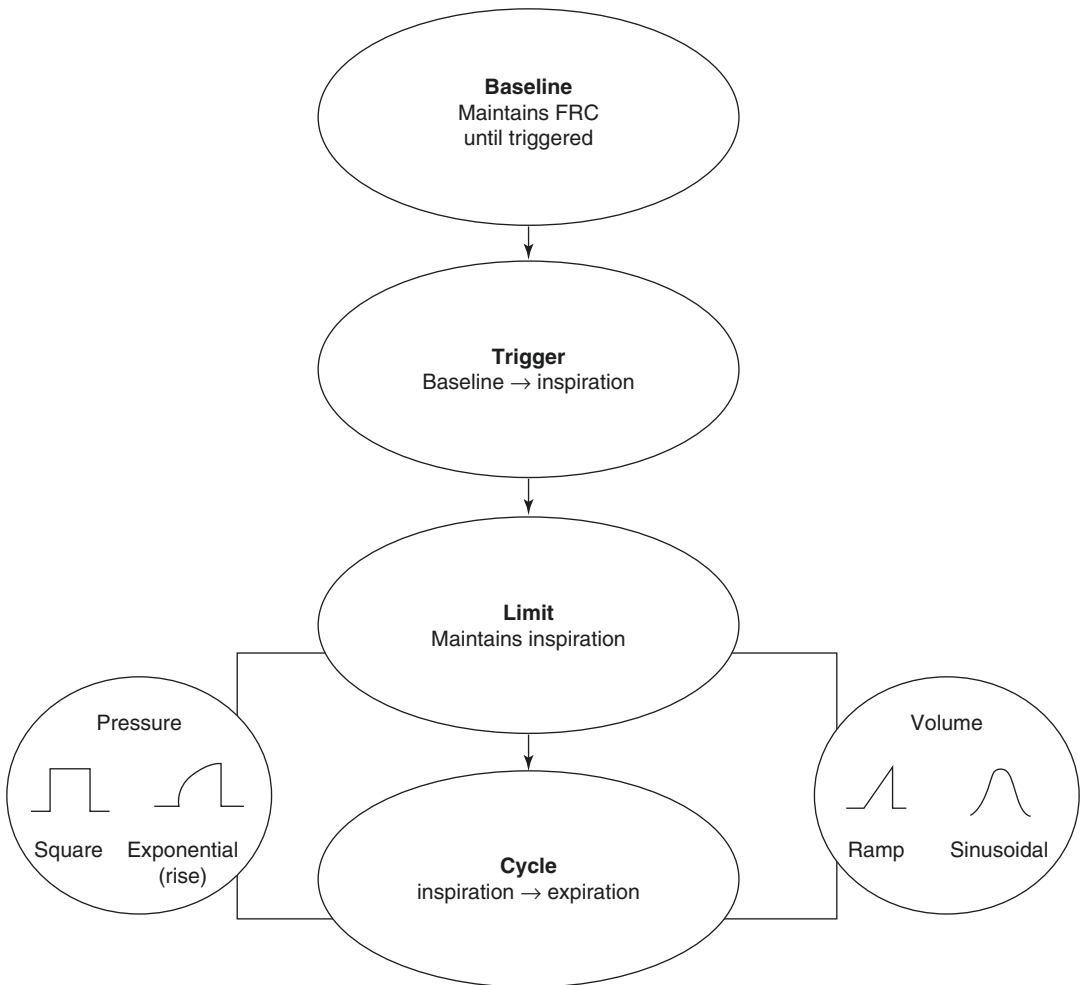 Baseline
Maintains FRC
until triggered
Trigger
Baseline → inspiration
Limit
Maintains inspiration
Pressure
Square
Exponential
(rise)
Volume
Ramp
Sinusoidal
Cycle
inspiration → expiration